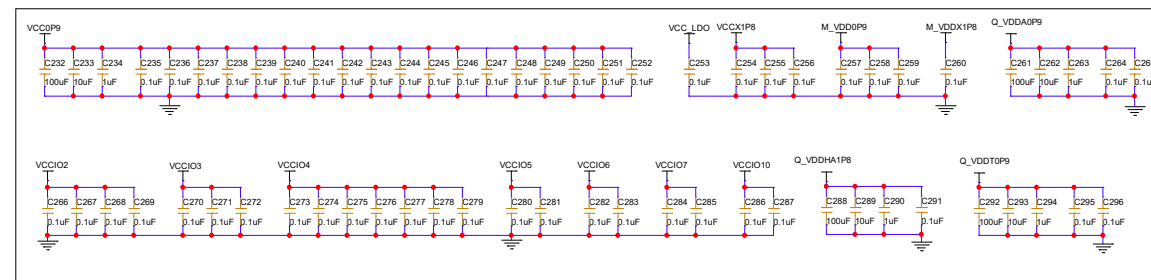 VCC0P9
VCC_LDO
VCCX1P8
M_VDD0P9
M_VDDX1P8
Q_VDDA0P9
C232 C233 C234 C235 C236 C237 C238 C239 C240 C241 C242 C243 C244 C245 C246 C247 C248 C249 C250 C251 C252 C253 C254 C255 C256 C257 C258 C259 C260 C261 C262 C263 C264
100uF 10uF 1uF 0.1uF 0.1uF 0.1uF 0.1uF 0.1uF 0.1uF 0.1uF 0.1uF 0.1uF 0.1uF 0.1uF 0.1uF 0.1uF 0.1uF 0.1uF 0.1uF 0.1uF 0.1uF 0.1uF 0.1uF 0.1uF 0.1uF 0.1uF 0.1uF 0.1uF 0.1uF 100uF 10uF 1uF 0.1uF
VCCIO2
VCCIO3
VCCIO4
VCCIO5
VCCIO6
VCCIO7
VCCIO10
Q_VDDHA1P8
Q_VDDT0P9
C266 C267 C268 C269 C270 C271 C272 C273 C274 C275 C276 C277 C278 C279 C280 C281 C282 C283 C284 C285 C286 C287 C288 C289 C290 C291 C292 C293 C294 C295 C296
0.1uF 0.1uF 0.1uF 0.1uF 0.1uF 0.1uF 0.1uF 0.1uF 0.1uF 0.1uF 0.1uF 0.1uF 0.1uF 0.1uF 0.1uF 0.1uF 0.1uF 0.1uF 0.1uF 0.1uF 0.1uF 0.1uF 100uF 10uF 1uF 0.1uF 100uF 10uF 1uF 0.1uF 0.1uF